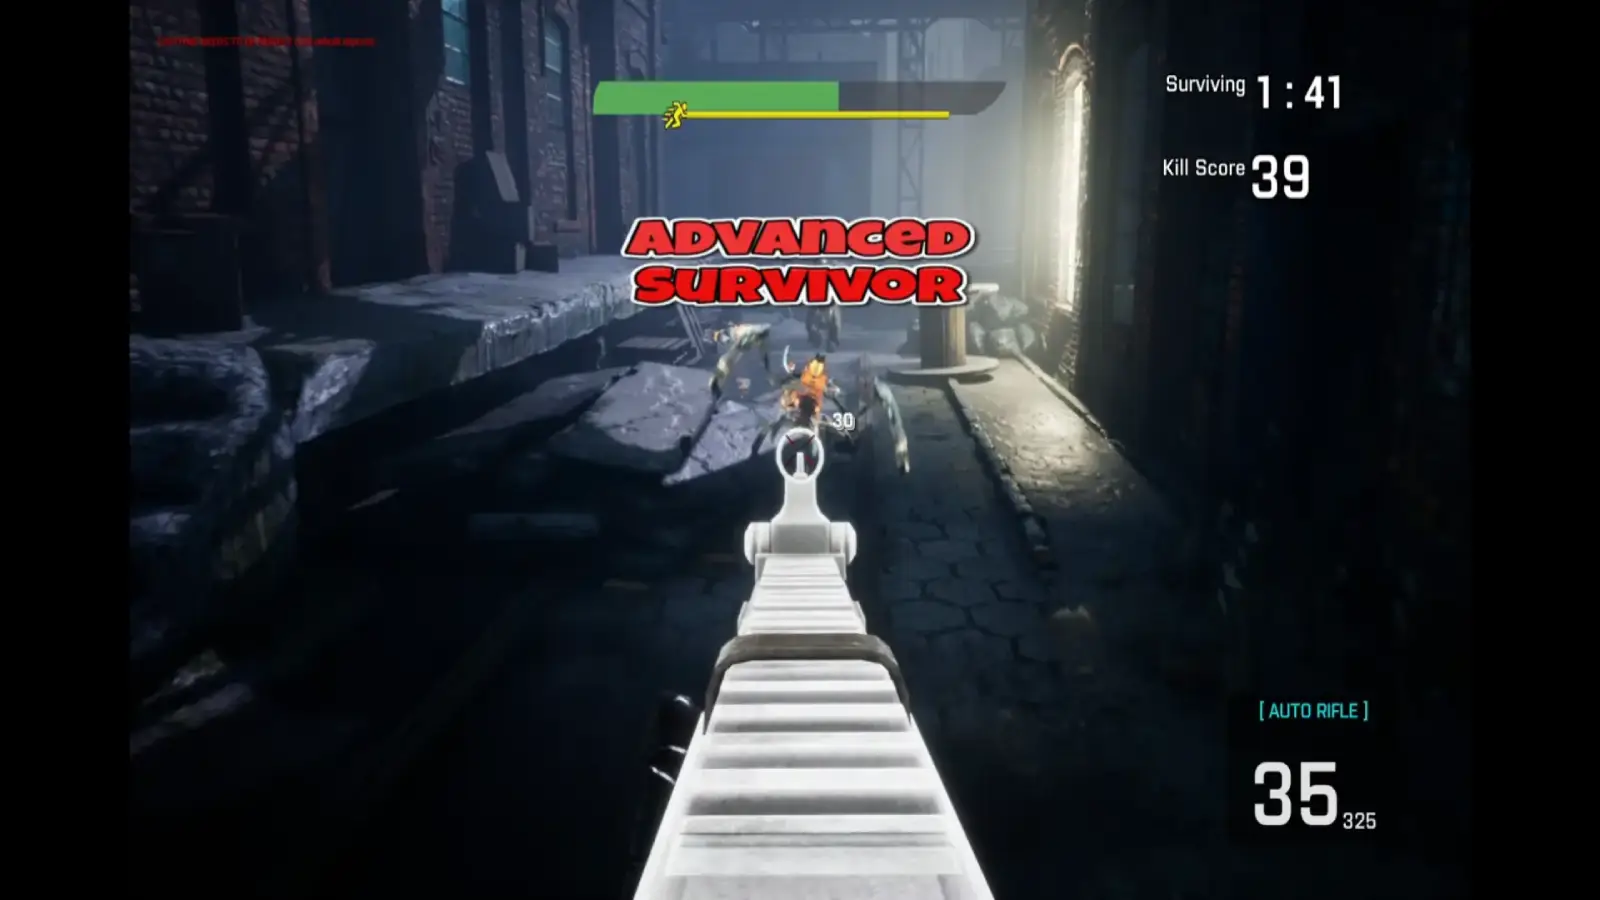 Surviving 1:41
Kill Score 39
ADVANCED
SURVIVOR
30
[ AUTO RIFLE ]
35 325